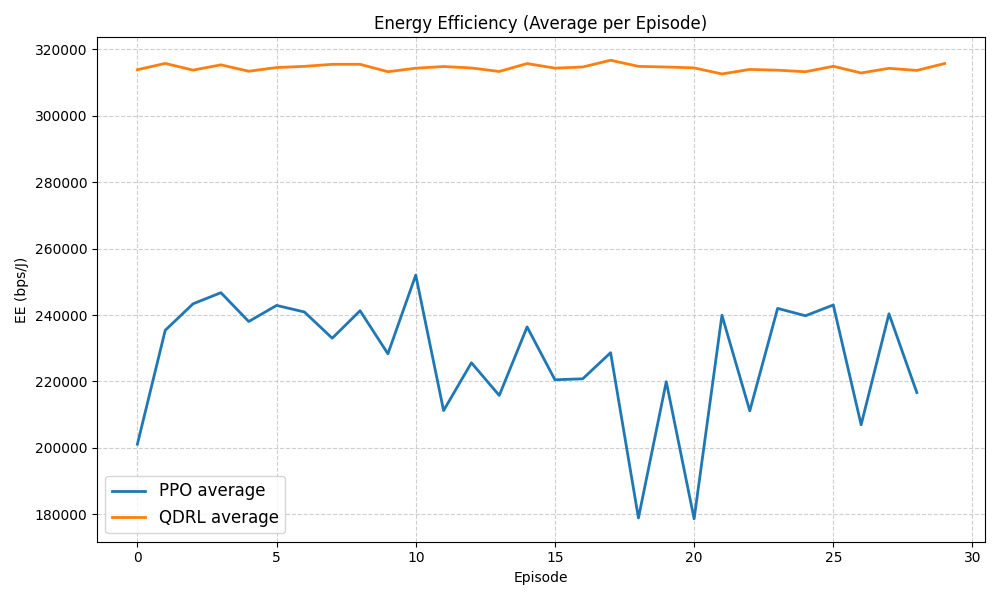 Energy Efficiency (Average per Episode)
EE (bps/J)
320000
300000
280000
260000
240000
220000
200000
180000
PPO average
QDRL average
0 5 10 15 20 25 30
Episode